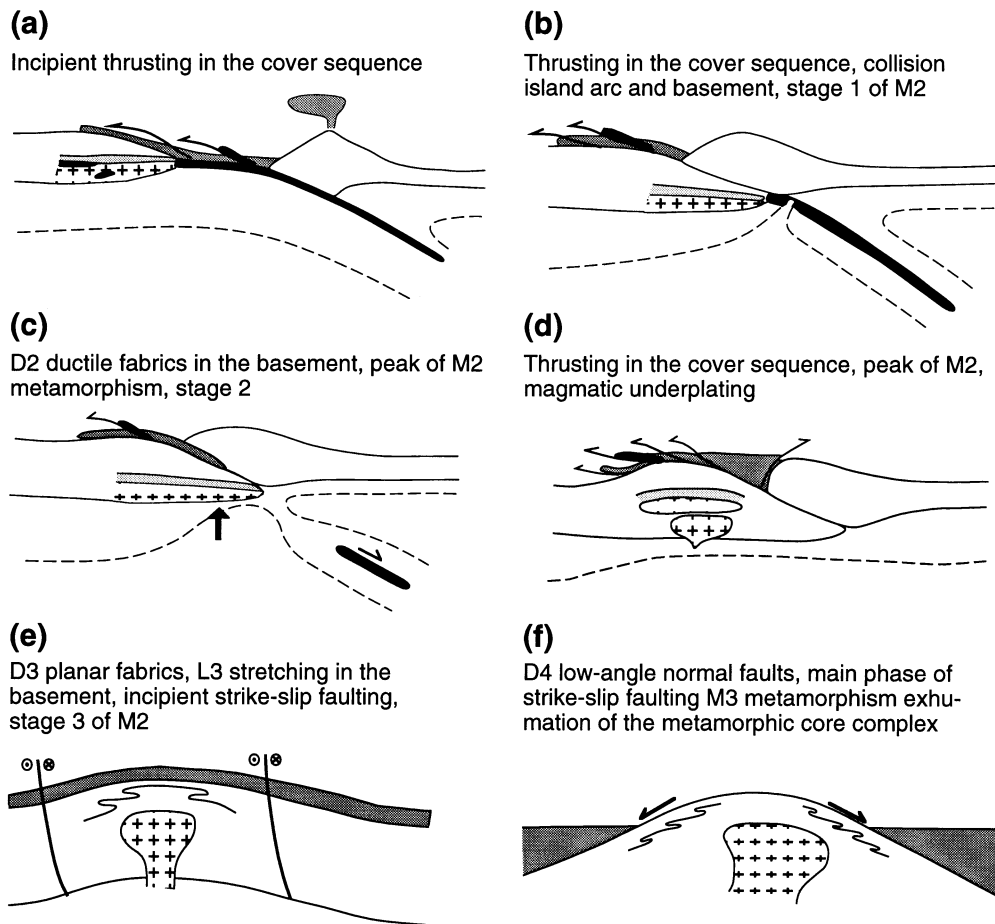 (a)
Incipient thrusting in the cover sequence
(b)
Thrusting in the cover sequence, collision
island arc and basement, stage 1 of M2
(c)
D2 ductile fabrics in the basement, peak of M2
metamorphism, stage 2
(d)
Thrusting in the cover sequence, peak of M2,
magmatic underplating
(e)
D3 planar fabrics, L3 stretching in the
basement, incipient strike-slip faulting,
stage 3 of M2
(f)
D4 low-angle normal faults, main phase of
strike-slip faulting M3 metamorphism exhu-
mation of the metamorphic core complex